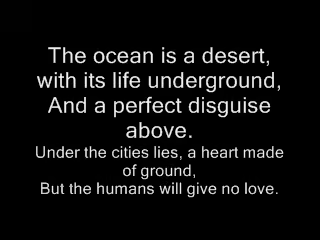 The ocean is a desert,
with its life underground,
And a perfect disguise
above.
Under the cities lies, a heart made
of ground,
But the humans will give no love.